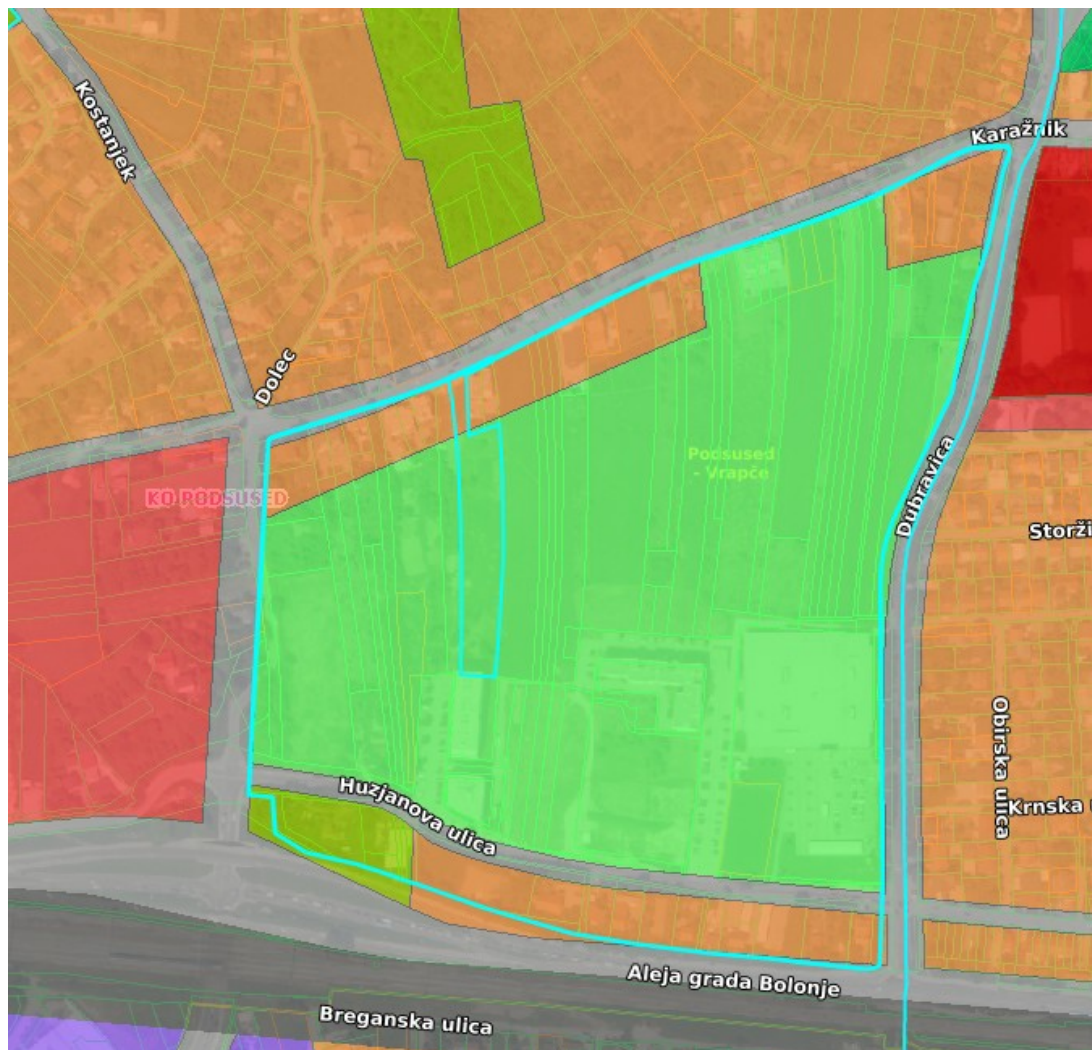 Kostanjek
Karažnik
Dolec
Podsused
- Vrapče
KO PODSUSED
Dubravica
Storži
Obirska ulica
Huzjanova ulica
Krnska
Aleja grada Bolonje
Breganska ulica